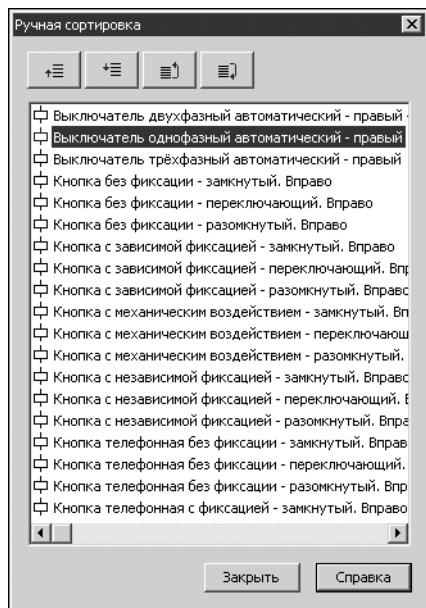 Ручная сортировка
Выключатель двухфазный автоматический - правый -
Выключатель однофазный автоматический - правый
Выключатель трёхфазный автоматический - правый
Кнопка без фиксации - замкнутый. Вправо
Кнопка без фиксации - переключающий. Вправо
Кнопка без фиксации - разомкнутый. Вправо
Кнопка с зависимой фиксацией - замкнутый. Вправо
Кнопка с зависимой фиксацией - переключающий. Впр
Кнопка с зависимой фиксацией - разомкнутый. Вправо
Кнопка с механическим воздействием - замкнутый. Вп
Кнопка с механическим воздействием - переключающ
Кнопка с механическим воздействием - разомкнутый.
Кнопка с независимой фиксацией - замкнутый. Вправо
Кнопка с независимой фиксацией - переключающий. В
Кнопка с независимой фиксацией - разомкнутый. Впра
Кнопка телефонная без фиксации - замкнутый. Вправ
Кнопка телефонная без фиксации - переключающий.
Кнопка телефонная без фиксации - разомкнутый. Впр
Кнопка телефонная с фиксацией - замкнутый. Вправо
Закрыть
Справка